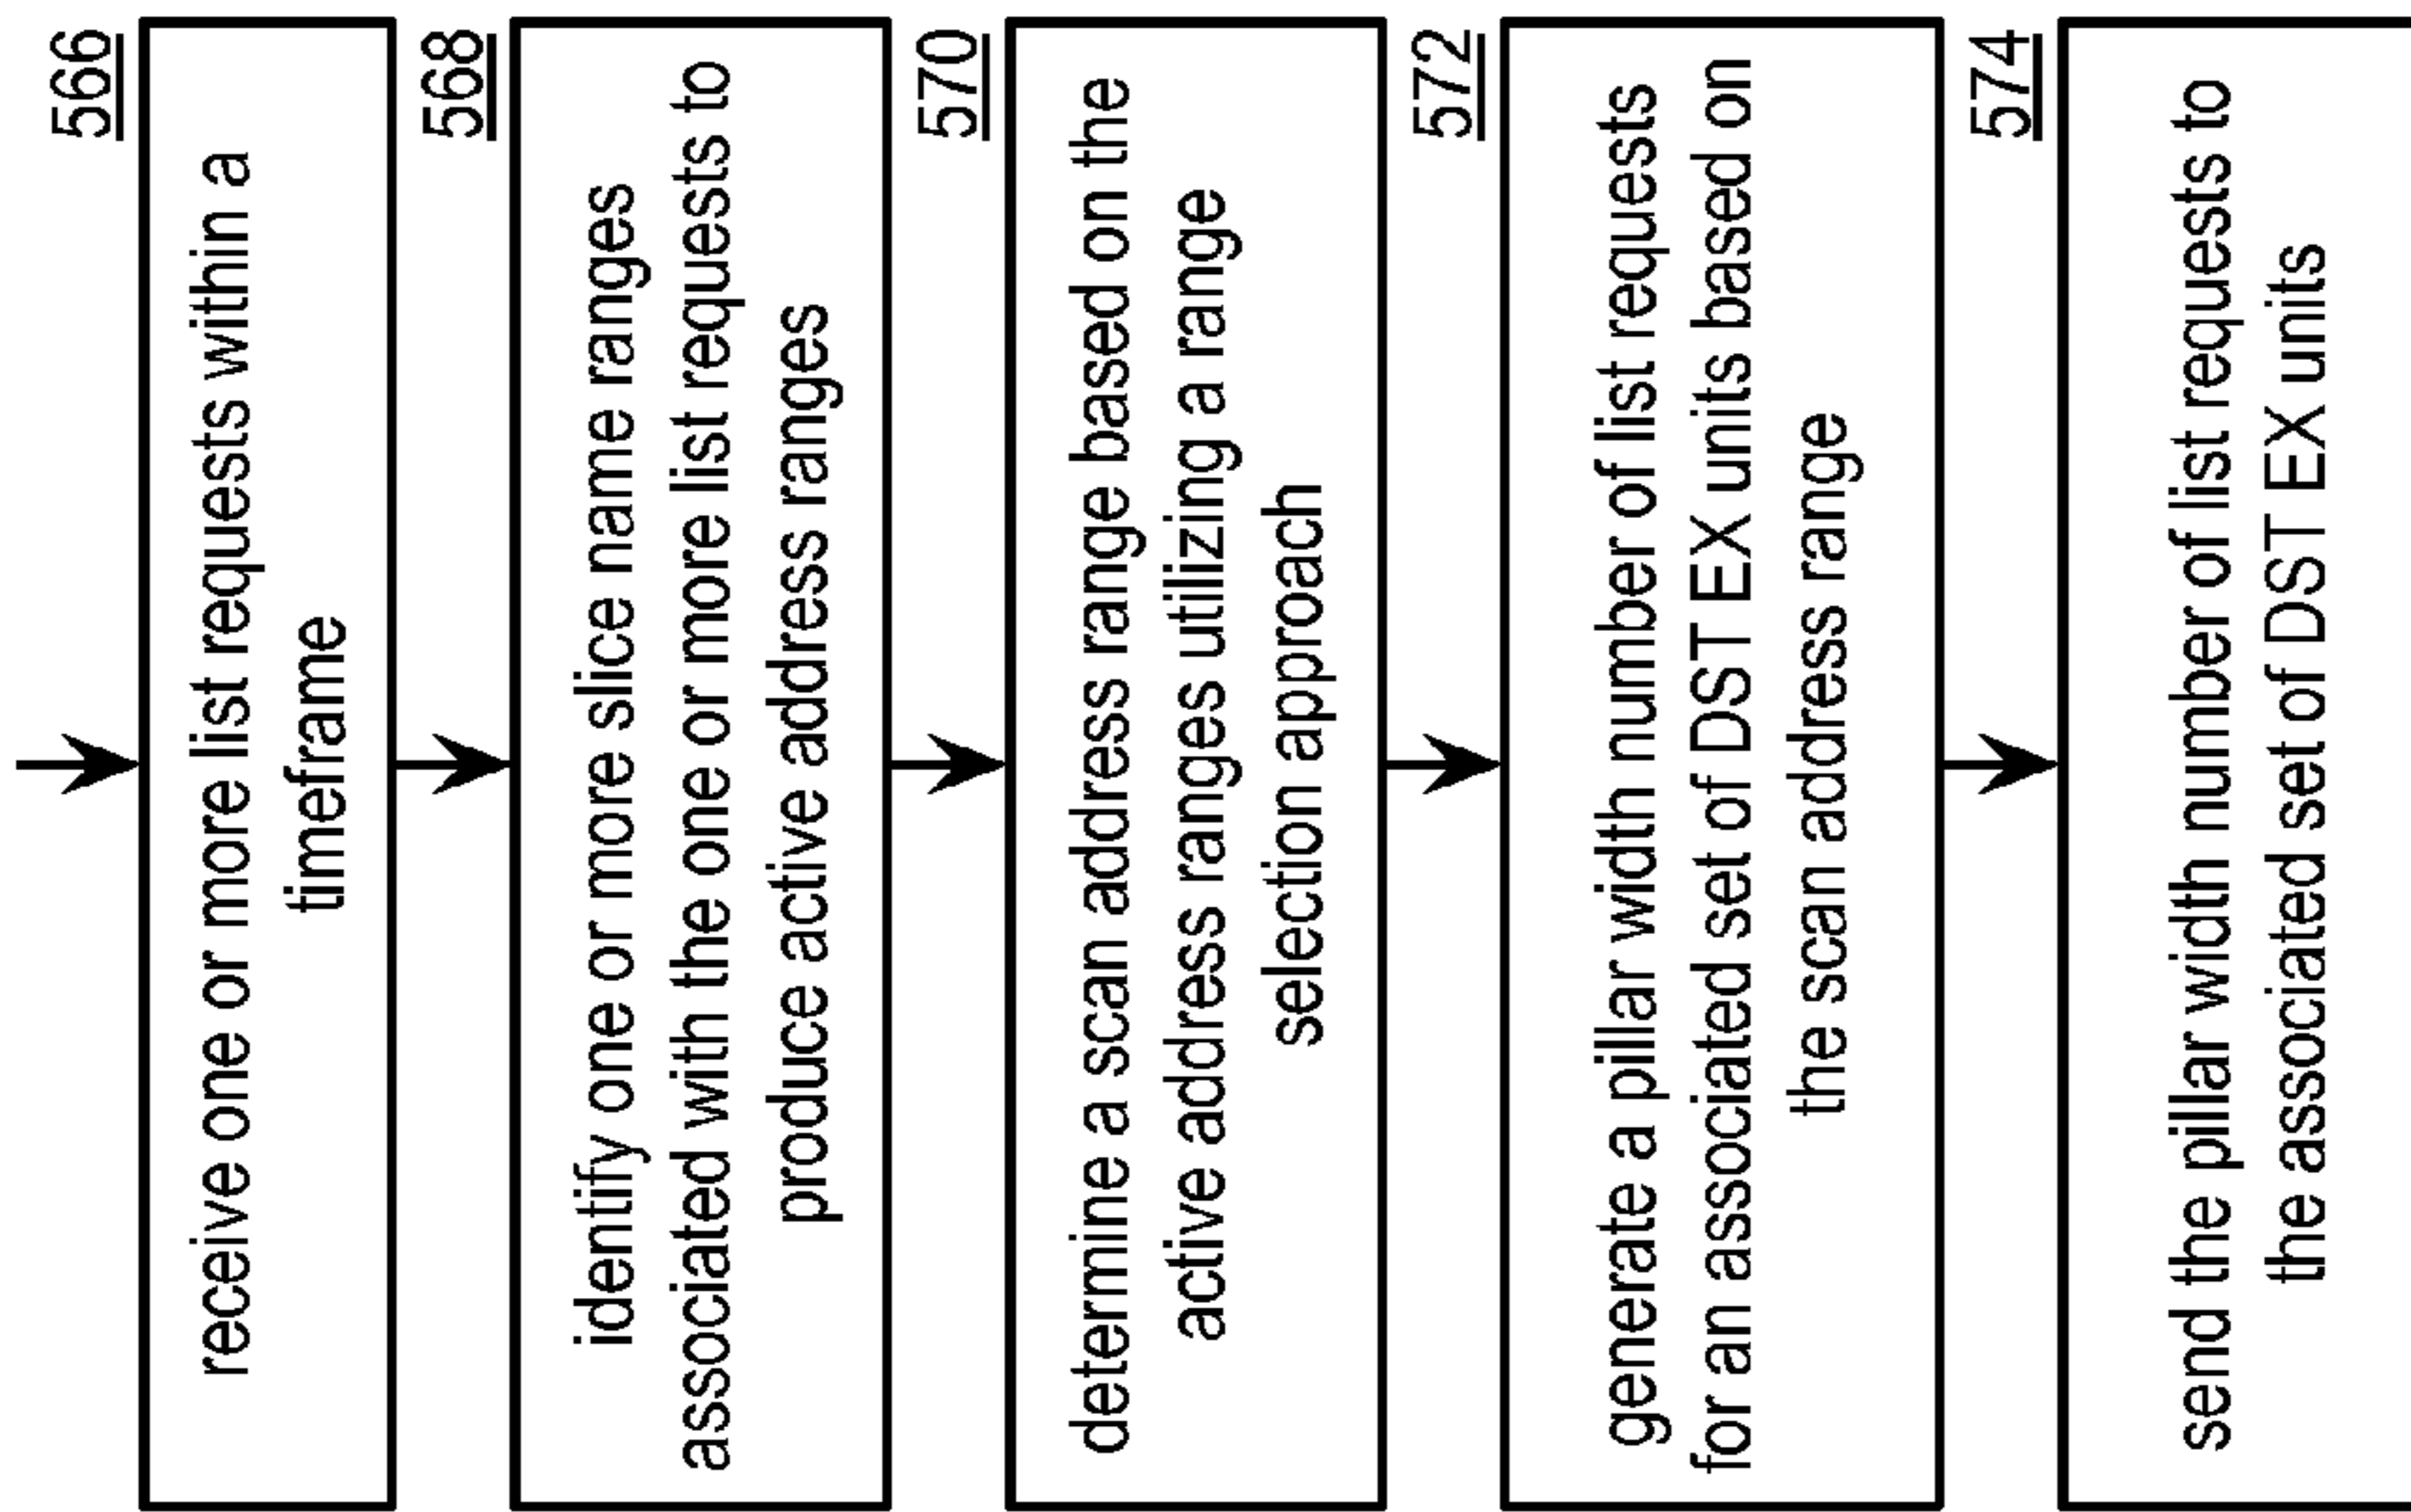 566
receive one or more list requests within a
timeframe
568
identify one or more slice name ranges
associated with the one or more list requests to
produce active address ranges
570
determine a scan address range based on the
active address ranges utilizing a range
selection approach
572
generate a pillar width number of list requests
for an associated set of DST EX units based on
the scan address range
574
send the pillar width number of list requests to
the associated set of DST EX units